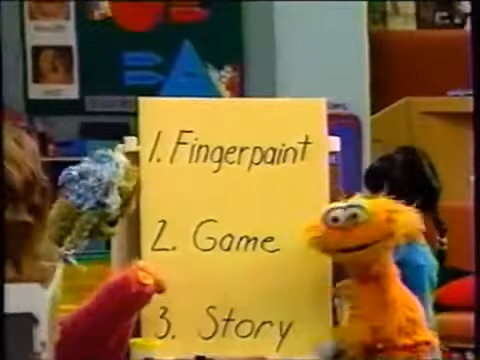 1. Fingerpaint
2. Game
3. Story